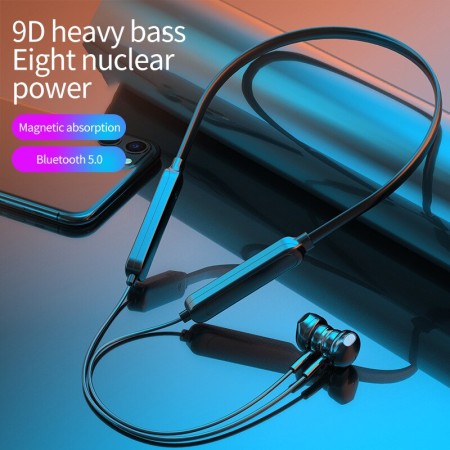 9D heavy bass
Eight nuclear
power
Magnetic absorption
Bluetooth 5.0